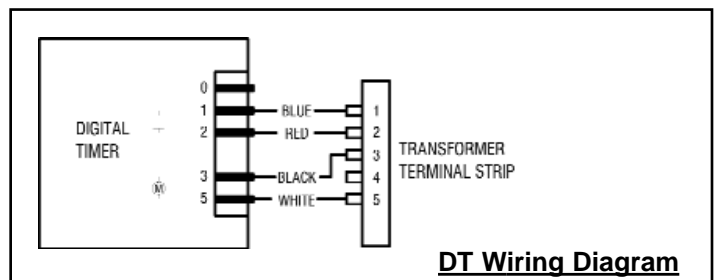 0
1 BLUE 1
DIGITAL TIMER
2 RED 2
3 BLACK 3
TRANSFORMER
TERMINAL STRIP
4
M
5 WHITE 5
DT Wiring Diagram